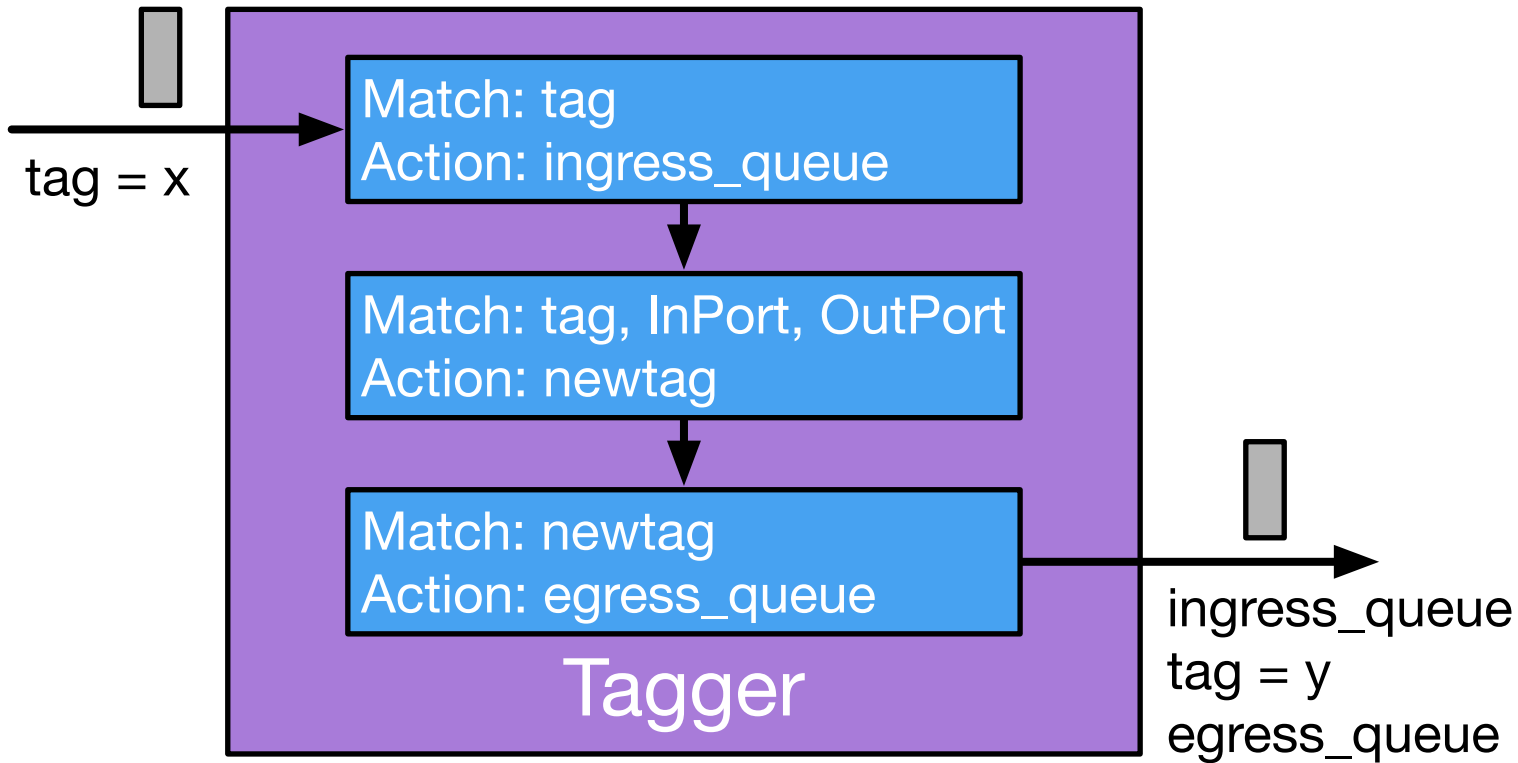 tag = x
Match: tag
Action: ingress_queue
Match: tag, InPort, OutPort
Action: newtag
Match: newtag
Action: egress_queue
Tagger
ingress_queue
tag = y
egress_queue